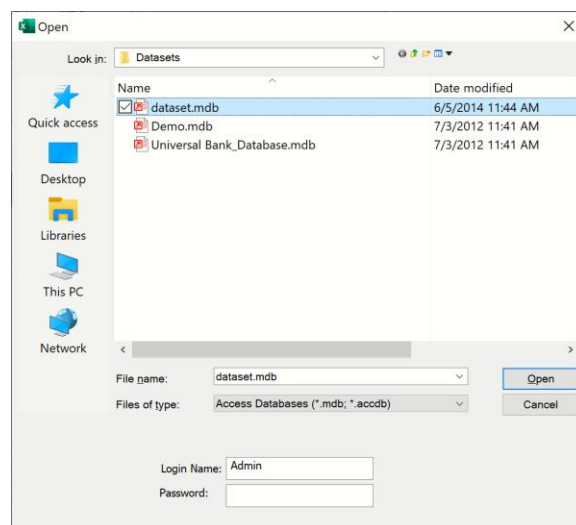 Open
Look in: Datasets
Name Date modified
dataset.mdb 6/5/2014 11:44 AM
Demo.mdb 7/3/2012 11:41 AM
Universal Bank_Database.mdb 7/3/2012 11:41 AM
Quick access
Desktop
Libraries
This PC
Network
File name: dataset.mdb Open
Files of type: Access Databases (*.mdb; *.accdb) Cancel
Login Name: Admin
Password: